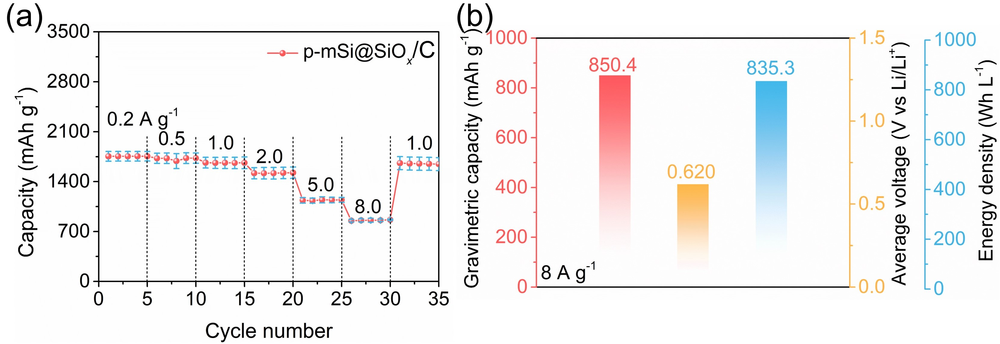 (a)
3500
2800
2100
1400
700
0
Capacity (mAh g⁻¹)
p-mSi@SiOₓ/C
0.2 A g⁻¹
0.5
1.0
2.0
5.0
8.0
1.0
0 5 10 15 20 25 30 35
Cycle number
(b)
1000
800
600
400
200
0
Gravimetric capacity (mAh g⁻¹)
850.4
0.620
835.3
8 A g⁻¹
1.5
1.0
0.5
0.0
Average voltage (V vs Li/Li⁺)
1000
800
600
400
200
0
Energy density (Wh L⁻¹)